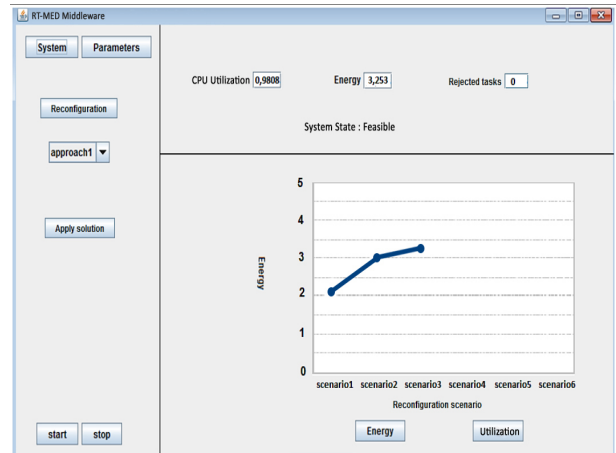 RT-MED Middleware
System Parameters
CPU Utilization 0,9808 Energy 3,253 Rejected tasks 0
Reconfiguration
System State : Feasible
approach1
Apply solution
5
4
3
2
1
0
Energy
scenario1 scenario2 scenario3 scenario4 scenario5 scenario6
Reconfiguration scenario
start stop Energy Utilization